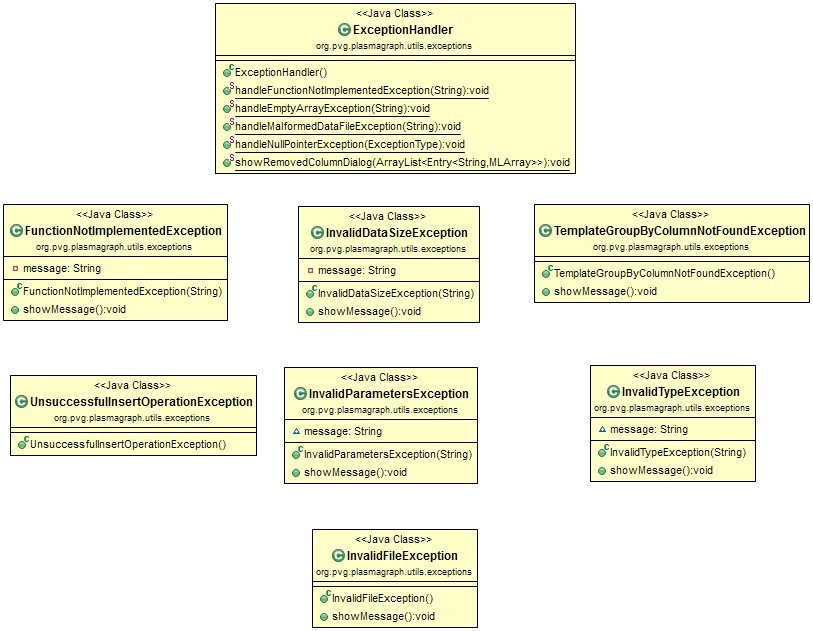 <<Java Class>>
ExceptionHandler
org.pvg.plasmagraph.utils.exceptions
ExceptionHandler()
handleFunctionNotImplementedException(String):void
handleEmptyArrayException(String):void
handleMalformedDataFileException(String):void
handleNullPointerException(ExceptionType):void
showRemovedColumnDialog(ArrayList<Entry<String,MLArray>>):void
<<Java Class>>
FunctionNotImplementedException
org.pvg.plasmagraph.utils.exceptions
message: String
FunctionNotImplementedException(String)
showMessage():void
<<Java Class>>
InvalidDataSizeException
org.pvg.plasmagraph.utils.exceptions
message: String
InvalidDataSizeException(String)
showMessage():void
<<Java Class>>
TemplateGroupByColumnNotFoundException
org.pvg.plasmagraph.utils.exceptions
TemplateGroupByColumnNotFoundException()
showMessage():void
<<Java Class>>
UnsuccessfulInsertOperationException
org.pvg.plasmagraph.utils.exceptions
UnsuccessfulInsertOperationException()
<<Java Class>>
InvalidParametersException
org.pvg.plasmagraph.utils.exceptions
message: String
InvalidParametersException(String)
showMessage():void
<<Java Class>>
InvalidTypeException
org.pvg.plasmagraph.utils.exceptions
message: String
InvalidTypeException(String)
showMessage():void
<<Java Class>>
InvalidFileException
org.pvg.plasmagraph.utils.exceptions
InvalidFileException()
showMessage():void